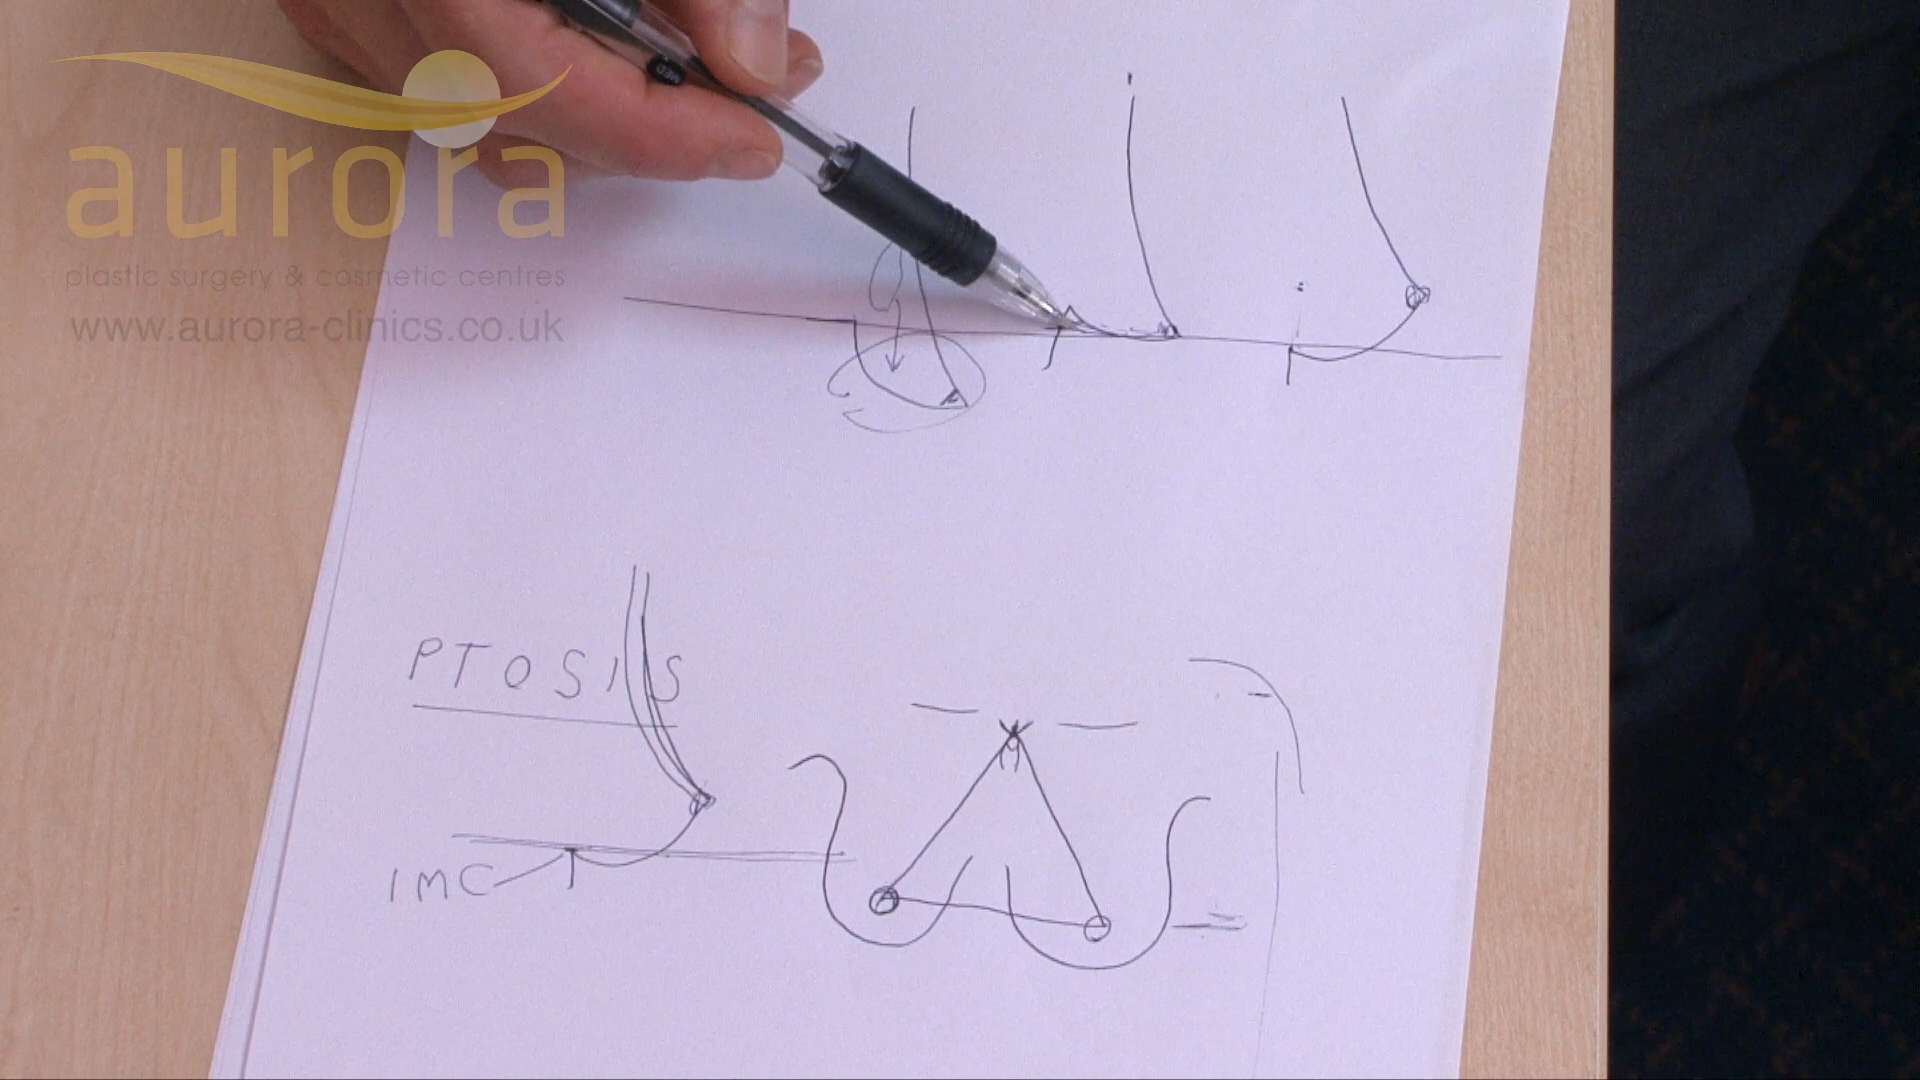 aurora
plastic surgery & cosmetic centres
www.aurora-clinics.co.uk
PTOSIS
IMC